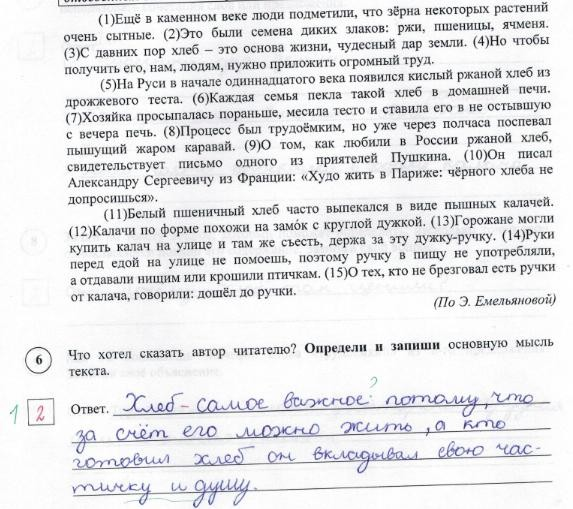 (1)Ещё в каменном веке люди подметили, что зёрна некоторых растений
очень сытные. (2)Это были семена диких злаков: ржи, пшеницы, ячменя.
(3)С давних пор хлеб – это основа жизни, чудесный дар земли. (4)Но чтобы
получить его, нам, людям, нужно приложить огромный труд.
(5)На Руси в начале одиннадцатого века появился кислый ржаной хлеб из
дрожжевого теста. (6)Каждая семья пекла такой хлеб в домашней печи.
(7)Хозяйка просыпалась пораньше, месила тесто и ставила его в не остывшую
с вечера печь. (8)Процесс был трудоёмким, но уже через полчаса поспевал
пышущий жаром каравай. (9)О том, как любили в России ржаной хлеб,
свидетельствует письмо одного из приятелей Пушкина. (10)Он писал
Александру Сергеевичу из Франции: «Худо жить в Париже: чёрного хлеба не
допросишься».
(11)Белый пшеничный хлеб часто выпекался в виде пышных калачей.
(12)Калачи по форме похожи на замо́к с круглой дужкой. (13)Горожане могли
купить калач на улице и там же съесть, держа за эту дужку-ручку. (14)Руки
перед едой на улице не помоешь, поэтому ручку в пищу не употребляли,
а отдавали нищим или крошили птичкам. (15)О тех, кто не брезговал есть ручки
от калача, говорили: дошёл до ручки.
(По Э. Емельяновой)
6 Что хотел сказать автор читателю? Определи и запиши основную мысль
текста.
?
1 2 Ответ. Хлеб – самое важное: потому, что
за счёт его можно жить, а кто
готовил хлеб он вкладывал свою час-
тичку и душу.